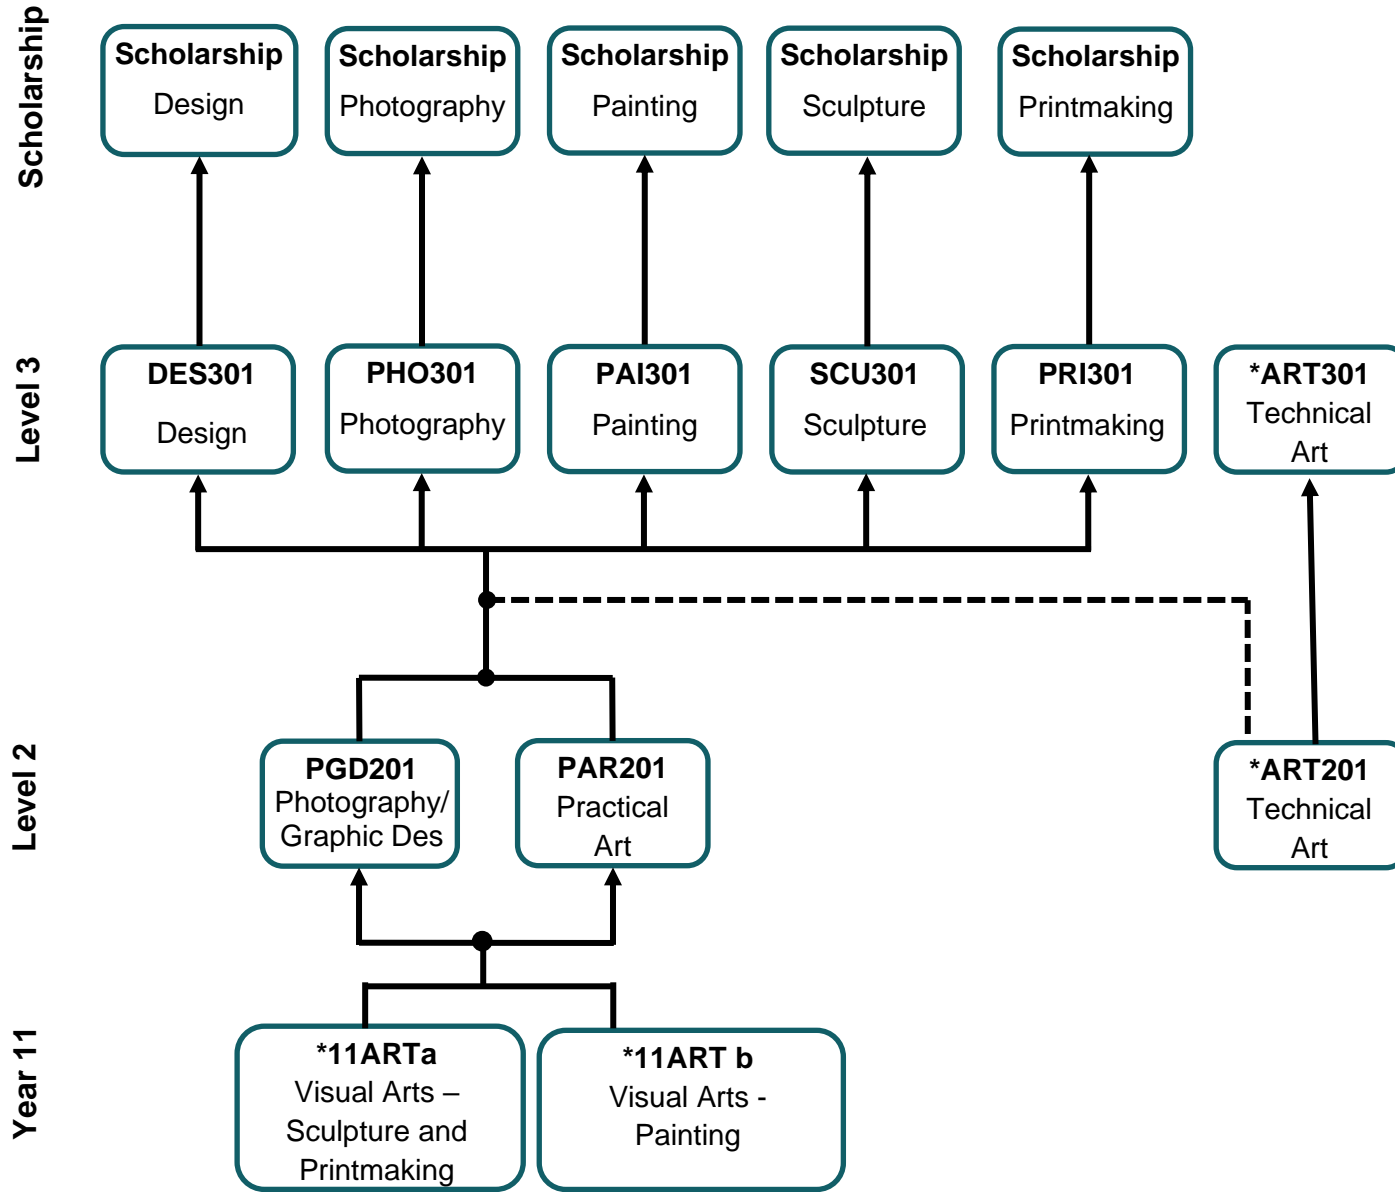 Scholarship
Scholarship
Design
Scholarship
Photography
Scholarship
Painting
Scholarship
Sculpture
Scholarship
Printmaking
Level 3
DES301
Design
PHO301
Photography
PAI301
Painting
SCU301
Sculpture
PRI301
Printmaking
*ART301
Technical
Art
Level 2
PGD201
Photography/
Graphic Des
PAR201
Practical
Art
*ART201
Technical
Art
Year 11
*11ARTa
Visual Arts –
Sculpture and
Printmaking
*11ART b
Visual Arts -
Painting